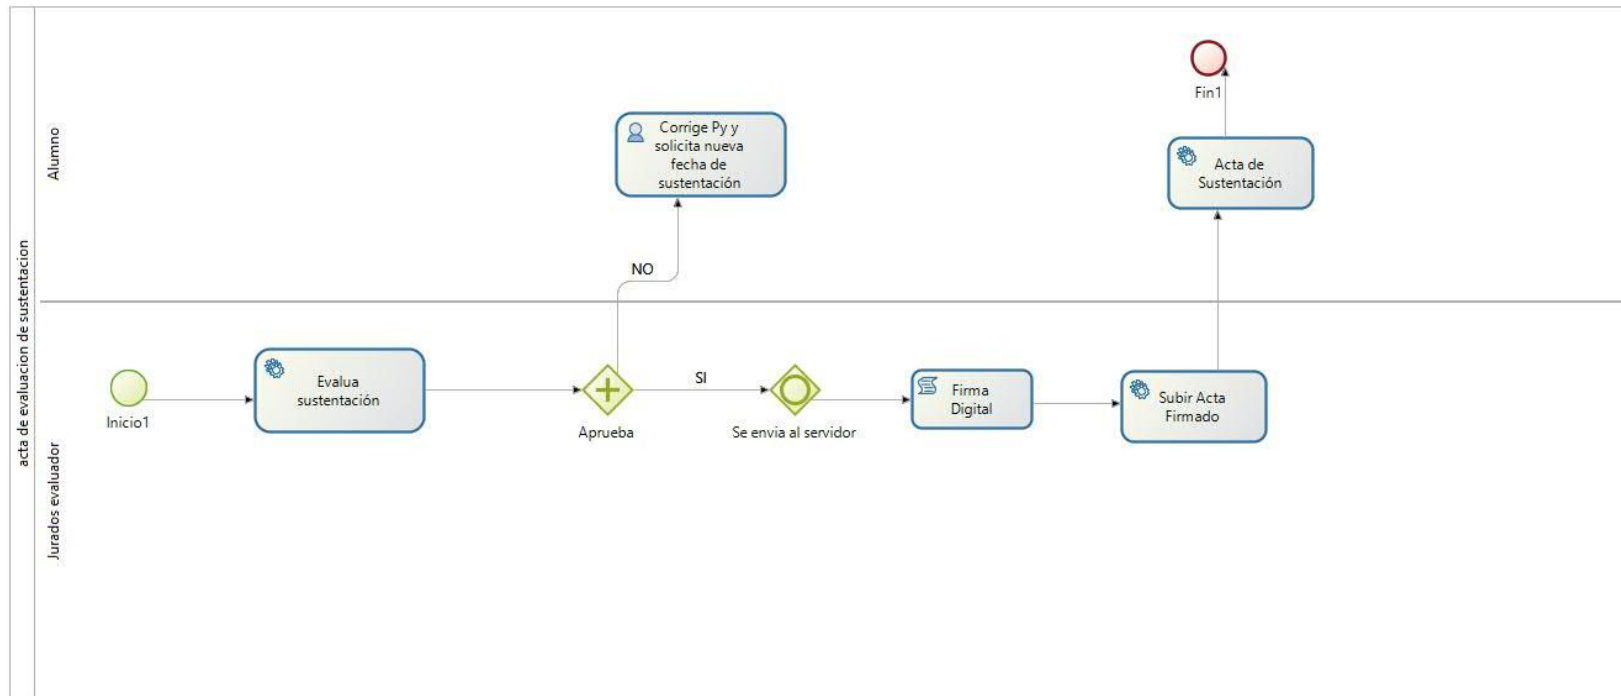 acta de evaluacion de sustentacion
Alumno
Fin1
Corrige Py y
solicita nueva
fecha de
sustentación
Acta de
Sustentación
NO
Jurados evaluador
Inicio1
Evalua
sustentación
Aprueba
SI
Se envia al servidor
Firma
Digital
Subir Acta
Firmado